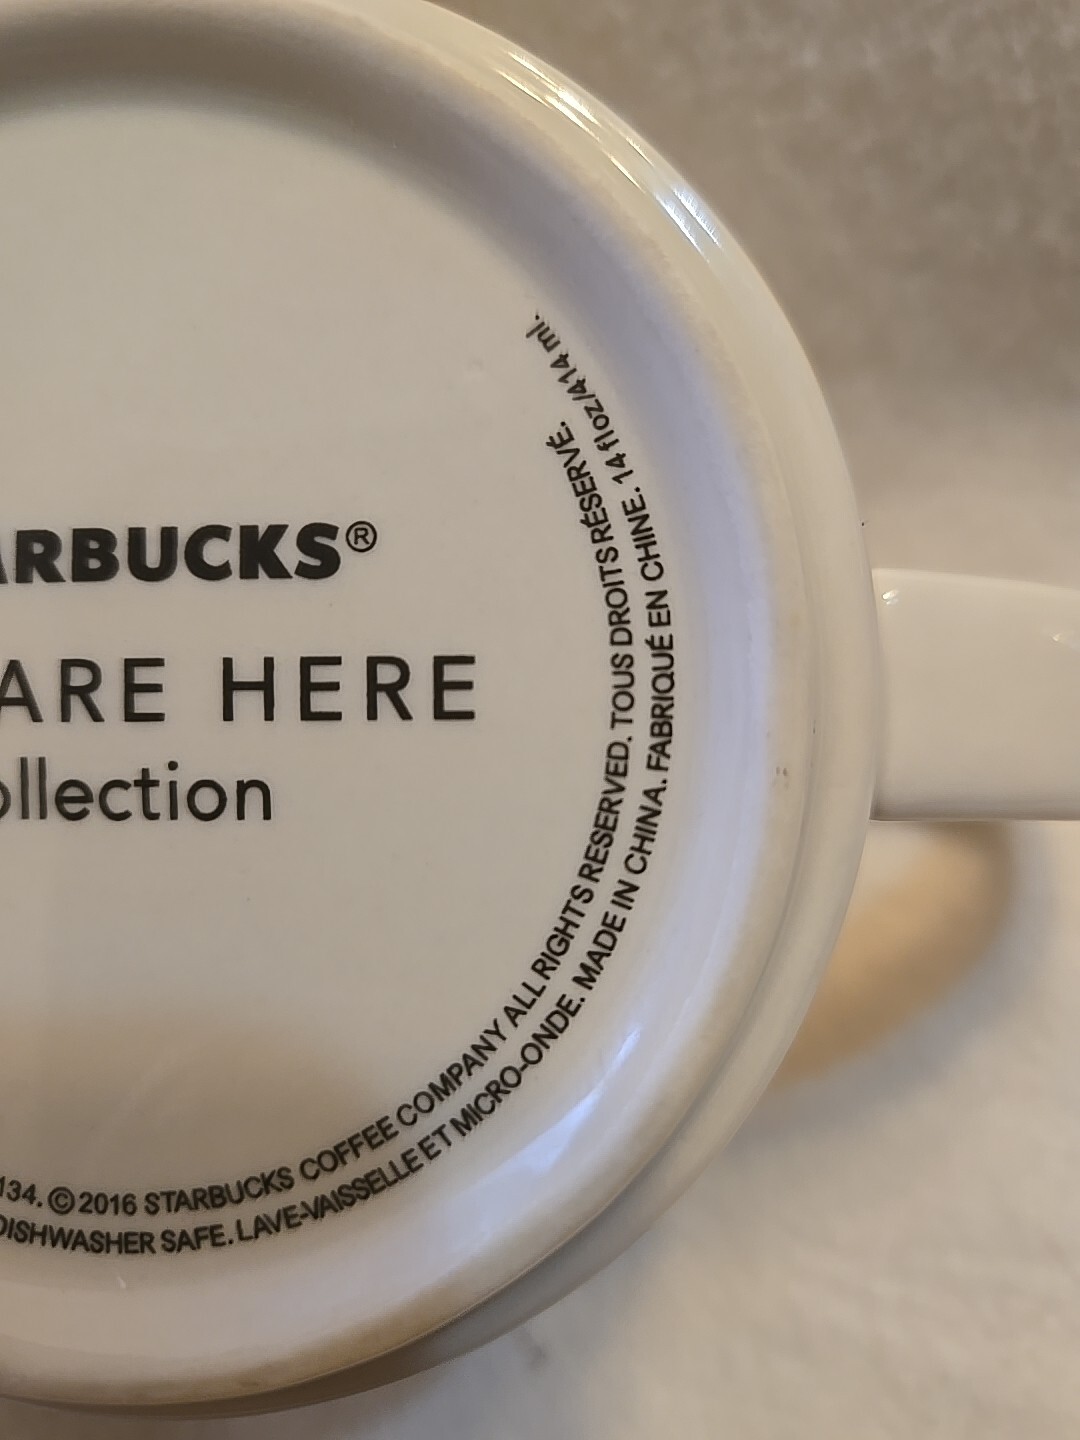 ARBUCKS®
ARE HERE
ollection
134. ©2016 STARBUCKS COFFEE COMPANY ALL RIGHTS RESERVED. TOUS DROITS RÉSERVÉ.
DISHWASHER SAFE. LAVE-VAISSELLE ET MICRO-ONDE. MADE IN CHINA. FABRIQUÉ EN CHINE. 14 fl oz/414 ml.